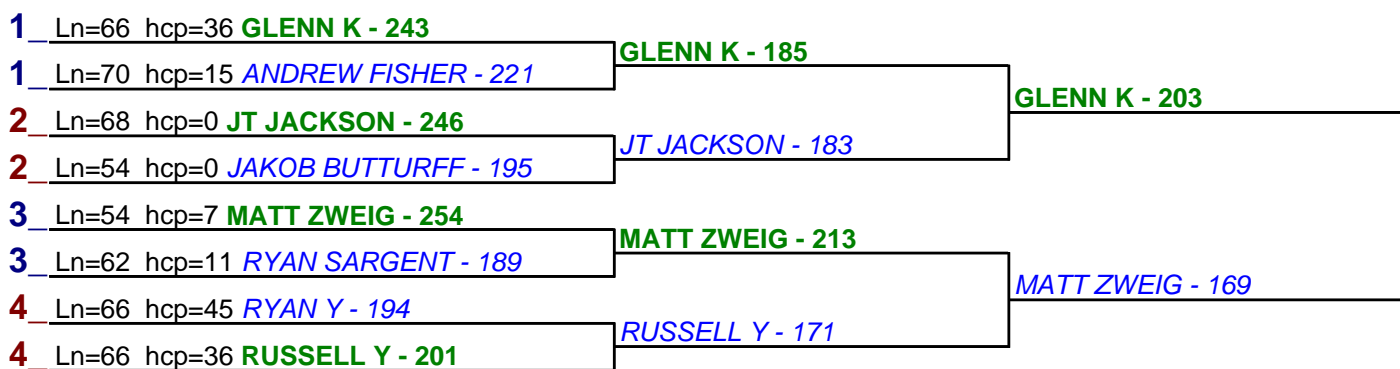 1_ Ln=66 hcp=36 GLENN K - 243
GLENN K - 185
1_ Ln=70 hcp=15 ANDREW FISHER - 221
GLENN K - 203
2_ Ln=68 hcp=0 JT JACKSON - 246
JT JACKSON - 183
2_ Ln=54 hcp=0 JAKOB BUTTURFF - 195
3_ Ln=54 hcp=7 MATT ZWEIG - 254
MATT ZWEIG - 213
3_ Ln=62 hcp=11 RYAN SARGENT - 189
MATT ZWEIG - 169
4_ Ln=66 hcp=45 RYAN Y - 194
RUSSELL Y - 171
4_ Ln=66 hcp=36 RUSSELL Y - 201